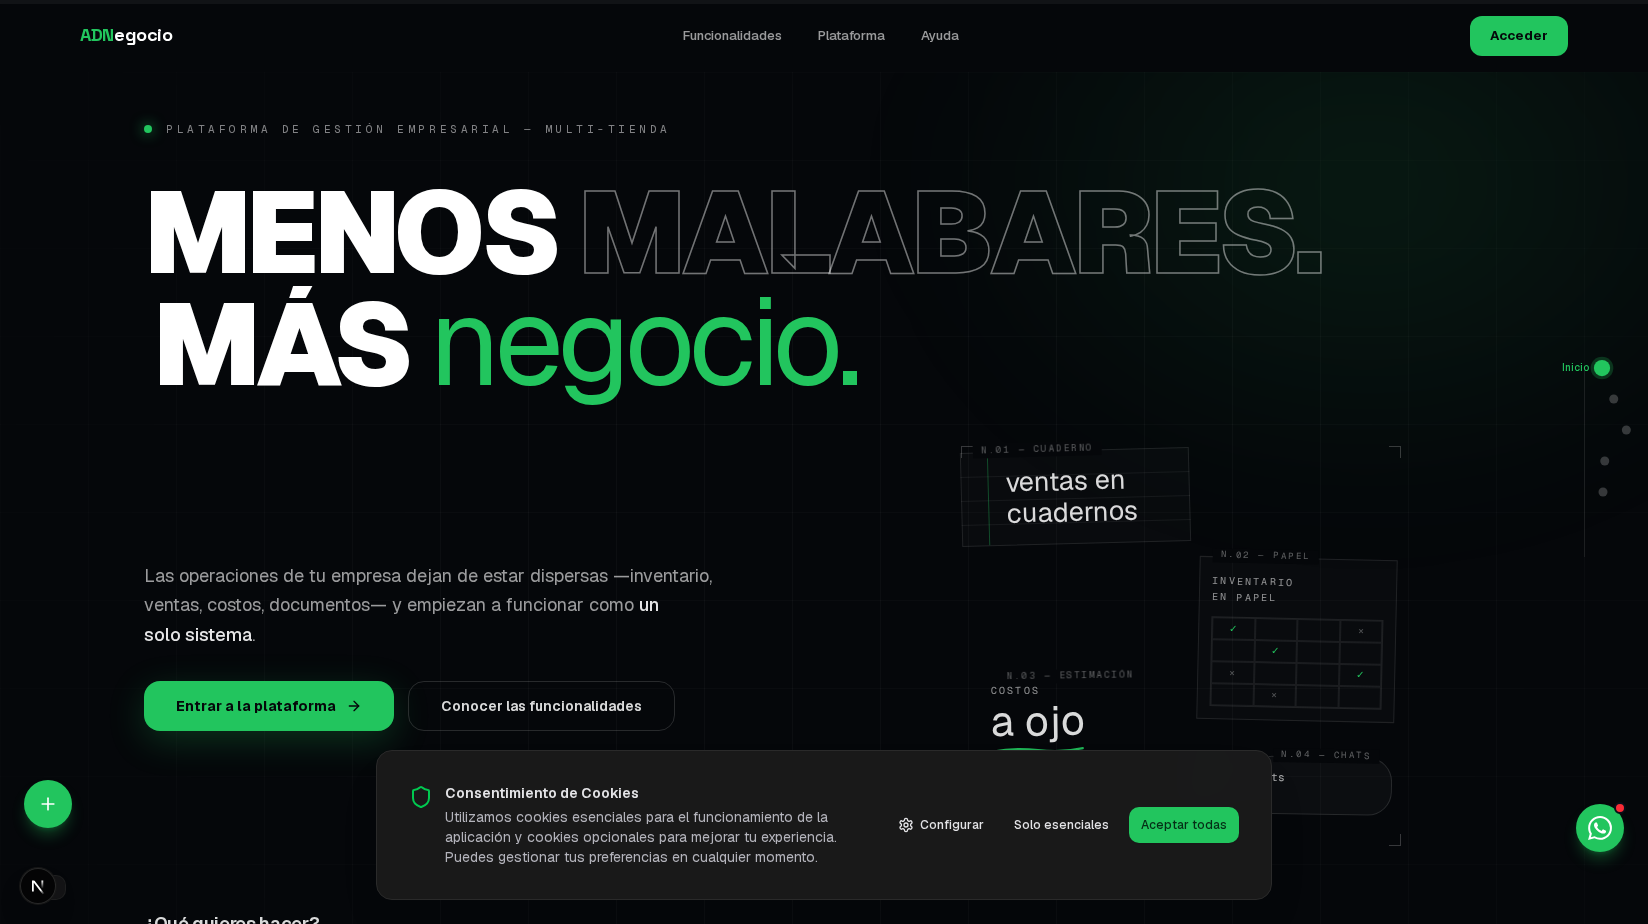 ADNegocio
Funcionalidades
Plataforma
Ayuda
Acceder
PLATAFORMA DE GESTIÓN EMPRESARIAL — MULTI-TIENDA
MENOS MALABARES.
MÁS negocio.
Inicio
N.01 — CUADERNO
ventas en
cuadernos
N.02 — PAPEL
INVENTARIO
EN PAPEL
✓ ×
✓
× ✓
×
Las operaciones de tu empresa dejan de estar dispersas —inventario,
ventas, costos, documentos— y empiezan a funcionar como un
solo sistema.
N.03 — ESTIMACIÓN
COSTOS
a ojo
Entrar a la plataforma →
Conocer las funcionalidades
— N.04 — CHATS
ts
Consentimiento de Cookies
Utilizamos cookies esenciales para el funcionamiento de la
aplicación y cookies opcionales para mejorar tu experiencia.
Puedes gestionar tus preferencias en cualquier momento.
Configurar
Solo esenciales
Aceptar todas
N
¿Qué quieres hacer?